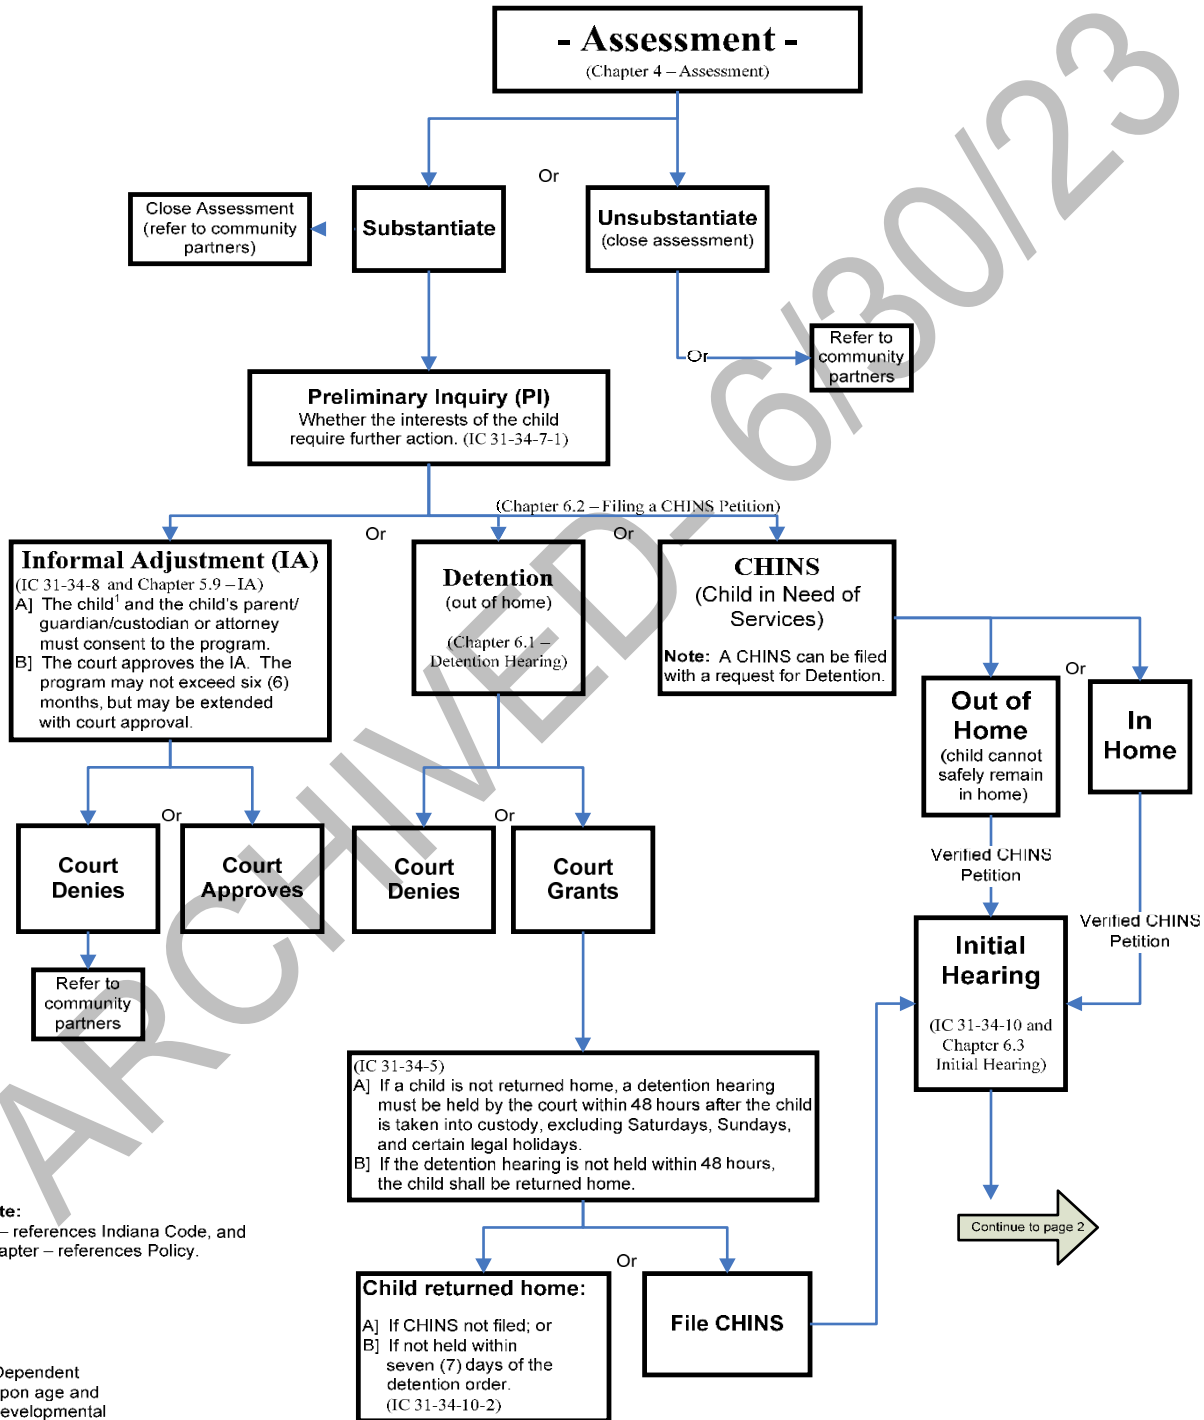 - Assessment -
(Chapter 4 – Assessment)
Or
Close Assessment
(refer to community
partners)
Substantiate
Unsubstantiate
(close assessment)
Or
Refer to
community
partners
Preliminary Inquiry (PI)
Whether the interests of the child
require further action. (IC 31-34-7-1)
(Chapter 6.2 – Filing a CHINS Petition)
Or
Or
Informal Adjustment (IA)
(IC 31-34-8 and Chapter 5.9 – IA)
A] The child¹ and the child's parent/
guardian/custodian or attorney
must consent to the program.
B] The court approves the IA. The
program may not exceed six (6)
months, but may be extended
with court approval.
Detention
(out of home)
(Chapter 6.1 –
Detention Hearing)
CHINS
(Child in Need of
Services)
Note: A CHINS can be filed
with a request for Detention.
Or
Out of
Home
(child cannot
safely remain
in home)
In
Home
Or
Or
Court
Denies
Court
Approves
Court
Denies
Court
Grants
Verified CHINS
Petition
Verified CHINS
Petition
Refer to
community
partners
Initial
Hearing
(IC 31-34-10 and
Chapter 6.3
Initial Hearing)
(IC 31-34-5)
A] If a child is not returned home, a detention hearing
must be held by the court within 48 hours after the child
is taken into custody, excluding Saturdays, Sundays,
and certain legal holidays.
B] If the detention hearing is not held within 48 hours,
the child shall be returned home.
Continue to page 2
te:
– references Indiana Code, and
apter – references Policy.
Or
Child returned home:
A] If CHINS not filed; or
B] If not held within
seven (7) days of the
detention order.
(IC 31-34-10-2)
File CHINS
Dependent
pon age and
evelopmental
ARCHIVED- 6/30/23